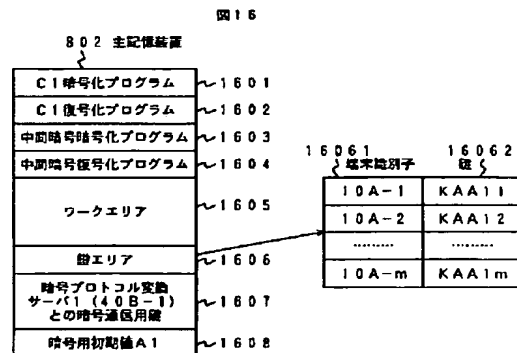 図16
802 主記憶装置
C1暗号化プログラム
1601
C1復号化プログラム
1602
中間暗号暗号化プログラム
1603
中間暗号復号化プログラム
1604
ワークエリア
1605
鍵エリア
1606
暗号プロトコル変換
サーバ1(40B-1)
との暗号通信用鍵
1607
暗号用初期値A1
1608
16061 16062
端末識別子 鍵
10A-1 KAA11
10A-2 KAA12
……… ………
10A-m KAA1m